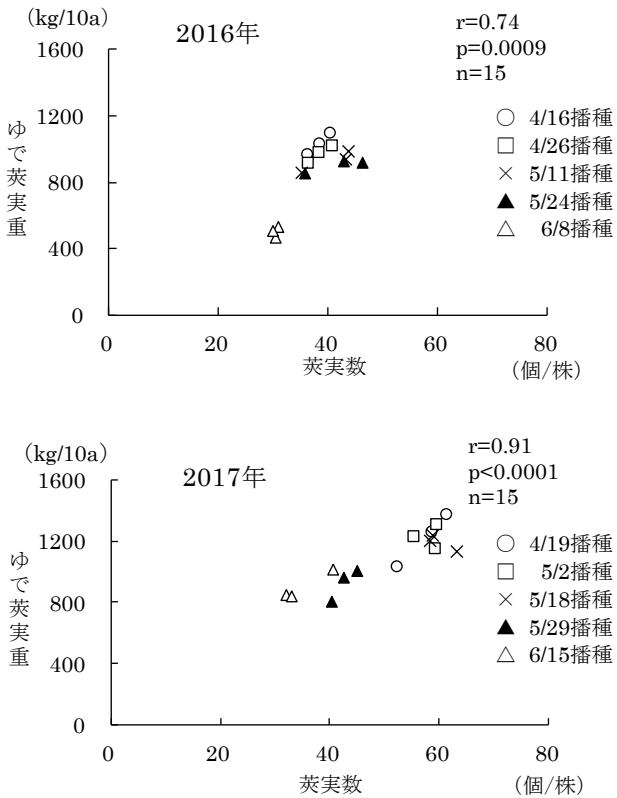 (kg/10a)
2016年
r=0.74
p=0.0009
n=15
1600
1200
800
400
0
ゆで莢実重
4/16播種
4/26播種
5/11播種
5/24播種
6/8播種
0 20 40 60 80
莢実数 (個/株)
(kg/10a)
2017年
r=0.91
p<0.0001
n=15
1600
1200
800
400
0
ゆで莢実重
4/19播種
5/2播種
5/18播種
5/29播種
6/15播種
0 20 40 60 80
莢実数 (個/株)